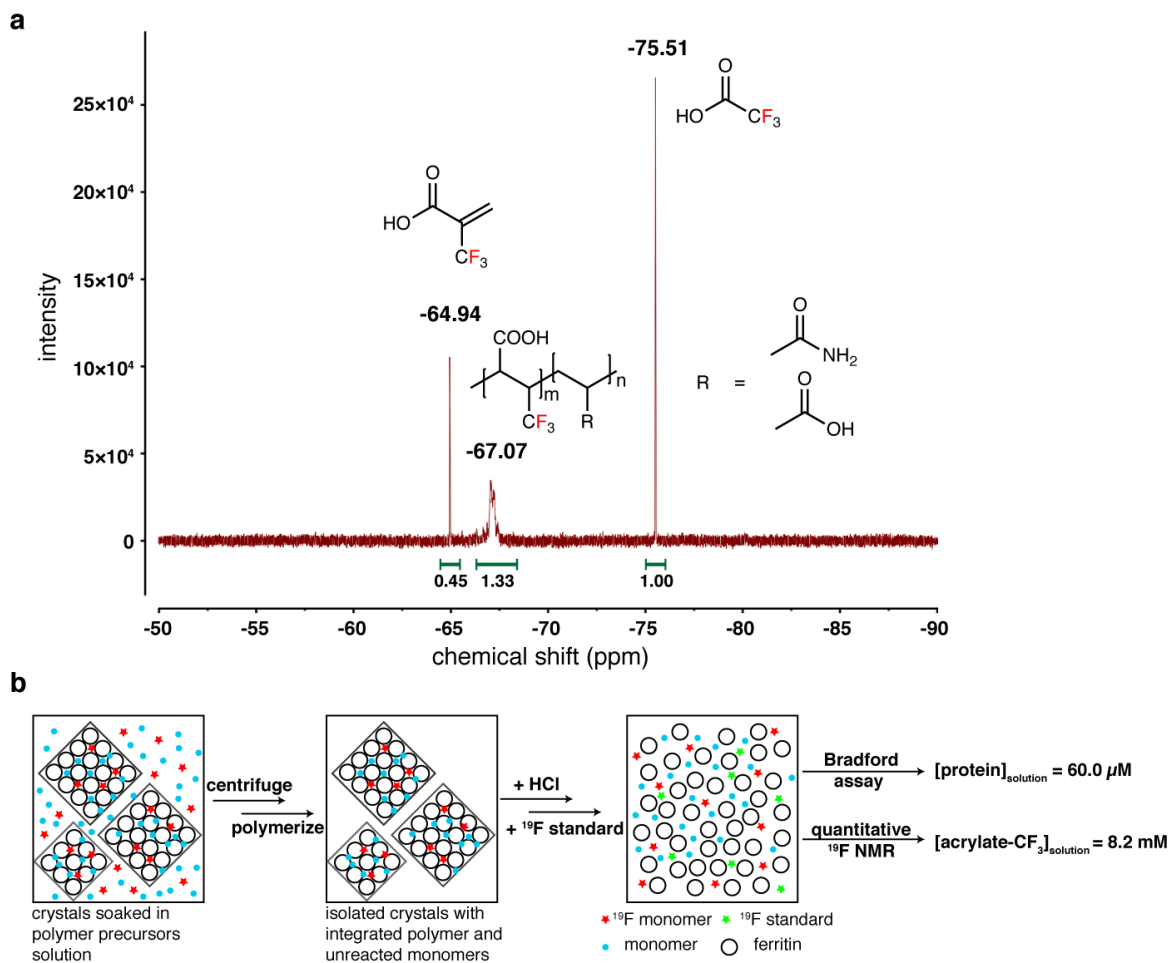 a
-75.51
O
HO
CF₃
25×10⁴
20×10⁴
O
HO
CF₃
15×10⁴
intensity
-64.94
10×10⁴
COOH
m
n
CF₃
R
R =
O
NH₂
O
OH
-67.07
5×10⁴
0
0.45
1.33
1.00
-50 -55 -60 -65 -70 -75 -80 -85 -90
chemical shift (ppm)
b
centrifuge
polymerize
+ HCl
+ ¹⁹F standard
Bradford
assay
[protein]solution = 60.0 µM
quantitative
¹⁹F NMR
[acrylate-CF₃]solution = 8.2 mM
crystals soaked in
polymer precursors
solution
isolated crystals with
integrated polymer and
unreacted monomers
¹⁹F monomer
¹⁹F standard
monomer
ferritin